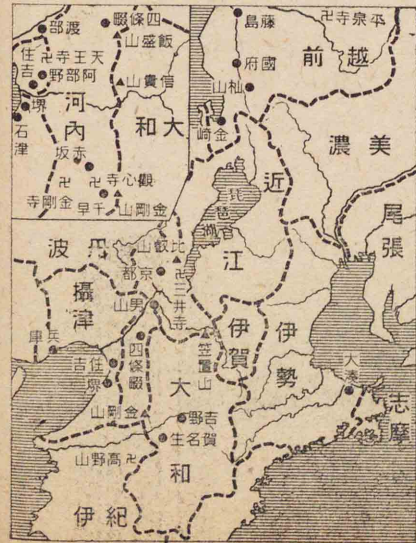 平泉寺
藤島
越前
國府
杣山
金崎
美濃
尾張
近江
琵琶湖
四條畷
渡部
飯盛山
天王寺
住吉
阿部野
信貴山
堺
河內
大和
石津
赤坂
觀心寺
金剛寺
千早
金剛山
丹波
比叡山
京都
三井寺
攝津
男山
兵庫
伊賀
伊勢
笠置山
四條畷
住吉
堺
大湊
志摩
大和
金剛山
吉野
賀名生
高野山
紀伊